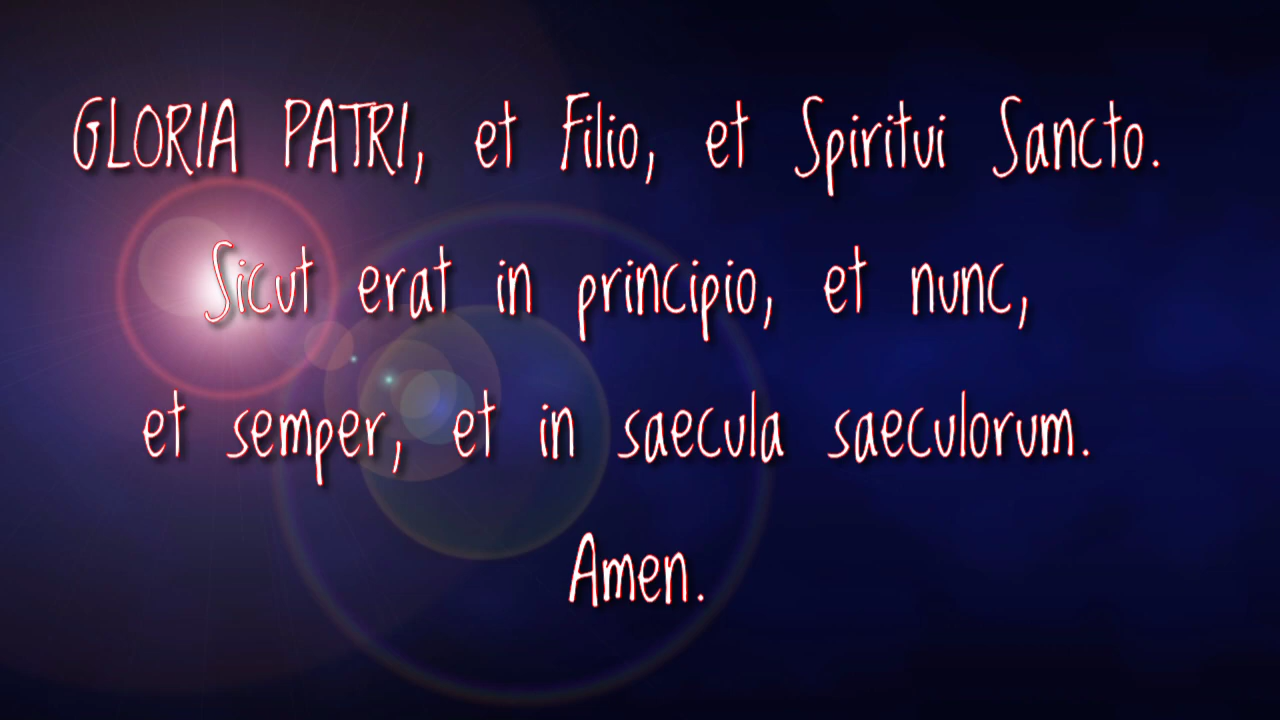 GLORIA PATRI, et Filio, et Spiritui Sancto.
Sicut erat in principio, et nunc,
et semper, et in saecula saeculorum.
Amen.